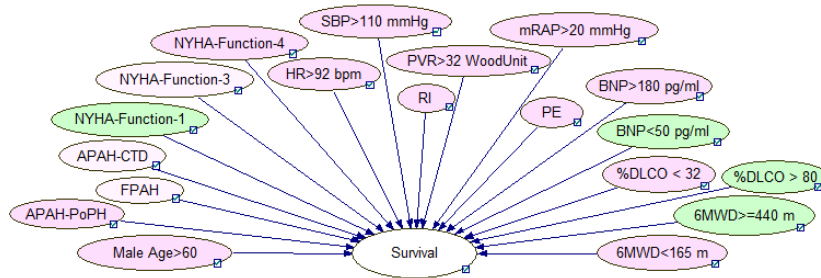 SBP>110 mmHg
mRAP>20 mmHg
NYHA-Function-4
PVR>32 WoodUnit
HR>92 bpm
NYHA-Function-3
BNP>180 pg/ml
RI
PE
NYHA-Function-1
BNP<50 pg/ml
APAH-CTD
%DLCO < 32
%DLCO > 80
FPAH
APAH-PoPH
6MWD>=440 m
Male Age>60
Survival
6MWD<165 m